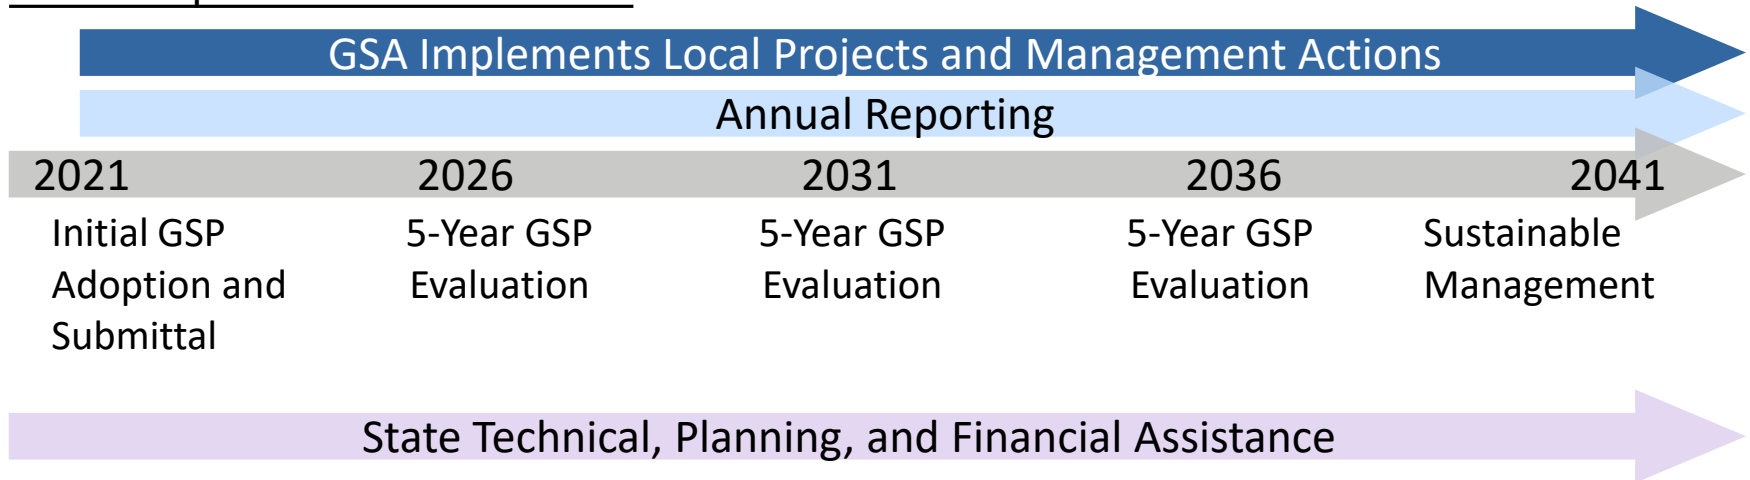 GSA Implements Local Projects and Management Actions
Annual Reporting
2021 2026 2031 2036 2041
Initial GSP 5-Year GSP 5-Year GSP 5-Year GSP Sustainable
Adoption and Evaluation Evaluation Evaluation Management
Submittal
State Technical, Planning, and Financial Assistance